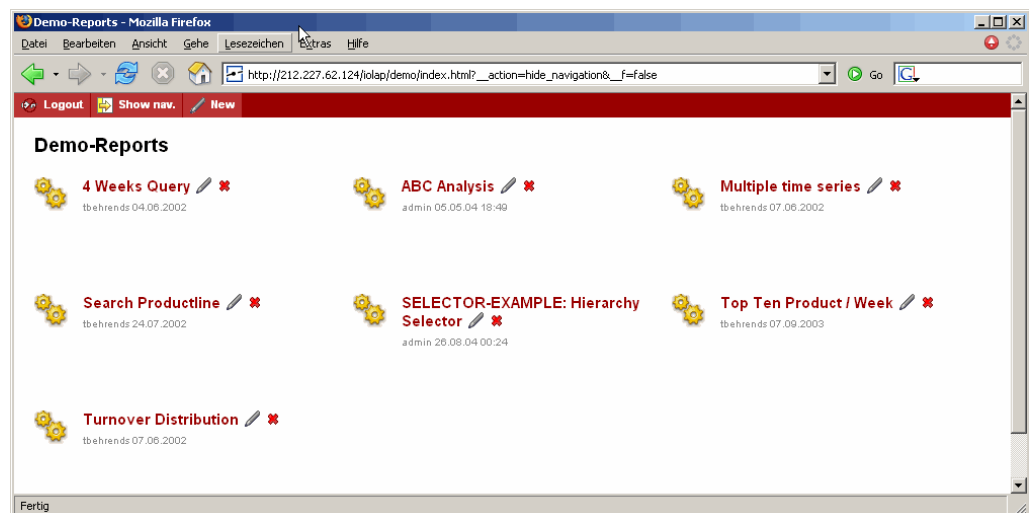 Demo-Reports - Mozilla Firefox
Datei Bearbeiten Ansicht Gehe Lesezeichen Extras Hilfe
http://212.227.62.124/iolap/demo/index.html?__action=hide_navigation&__f=false Go G
Logout Show nav. New
Demo-Reports
4 Weeks Query
tbehrends 04.06.2002
ABC Analysis
admin 05.05.04 18:49
Multiple time series
tbehrends 07.06.2002
Search Productline
tbehrends 24.07.2002
SELECTOR-EXAMPLE: Hierarchy
Selector
admin 26.08.04 00:24
Top Ten Product / Week
tbehrends 07.09.2003
Turnover Distribution
tbehrends 07.06.2002
Fertig